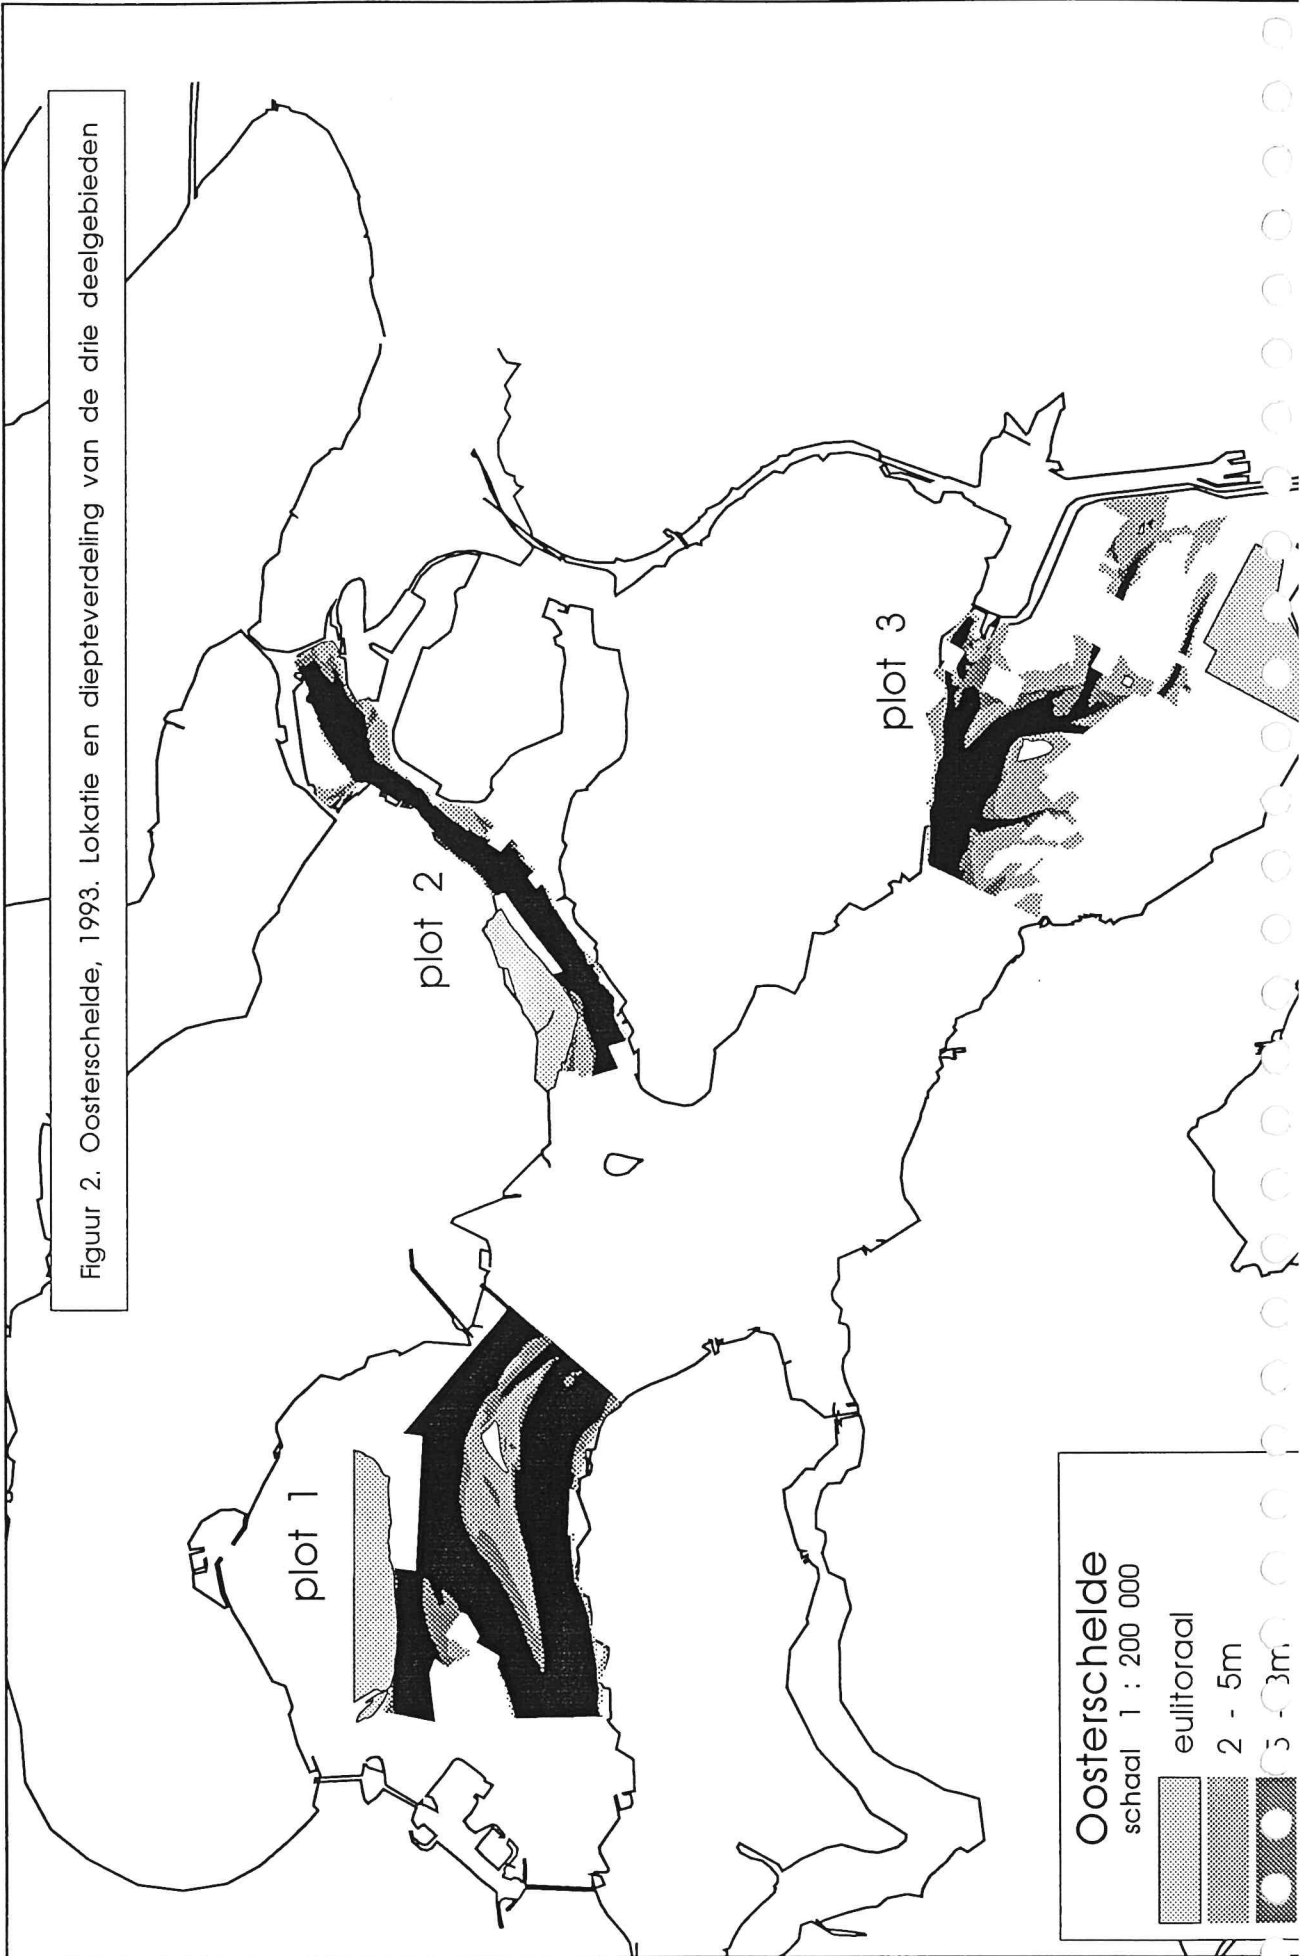 Figuur 2. Oosterschelde, 1993. Lokatie en diepteverdeling van de drie deelgebieden
plot 1
plot 2
plot 3
Oosterschelde
schaal 1 : 200 000
eulitoraal
2 - 5m